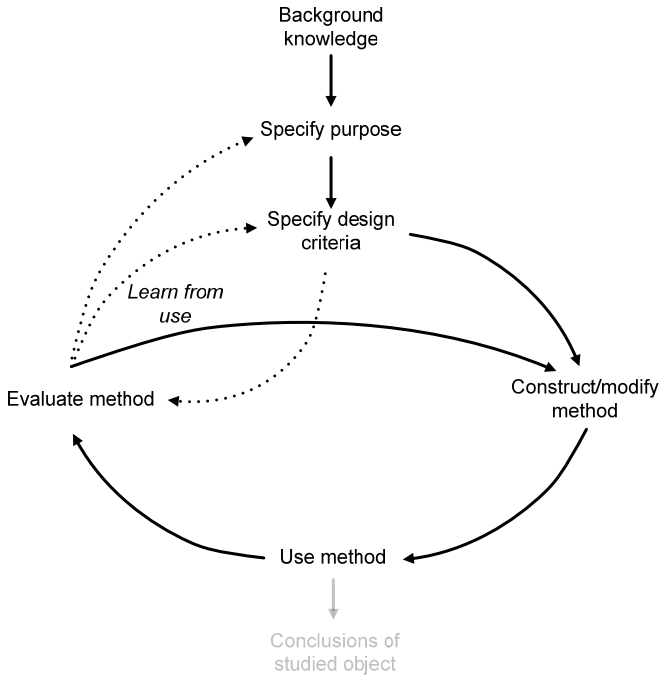 Background
knowledge
Specify purpose
Specify design
criteria
Learn from
use
Evaluate method
Construct/modify
method
Use method
Conclusions of
studied object